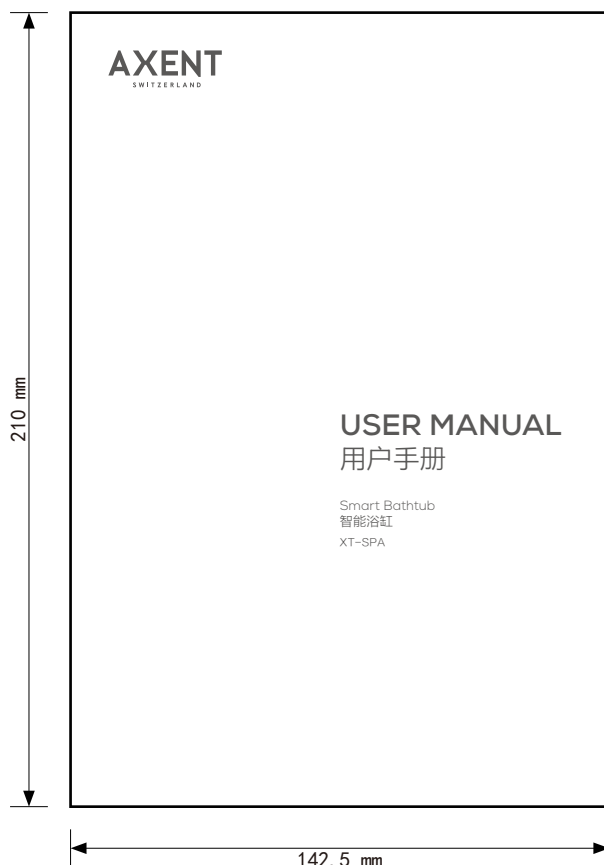 AXENT
SWITZERLAND
210 mm
USER MANUAL
用户手册
Smart Bathtub
智能浴缸
XT-SPA
142.5 mm